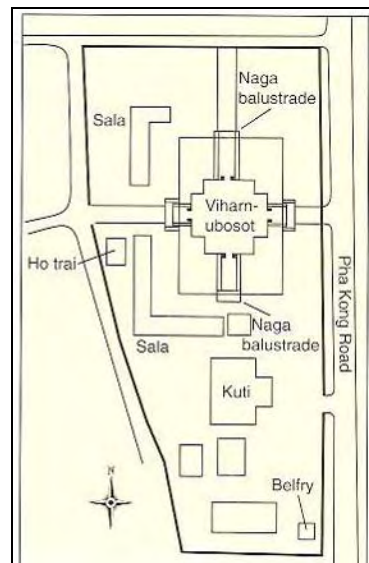 Naga
balustrade
Sala
Viharn-
ubosot
Ho trai
Naga
balustrade
Sala
Pha Kong Road
Kuti
N
Belfry